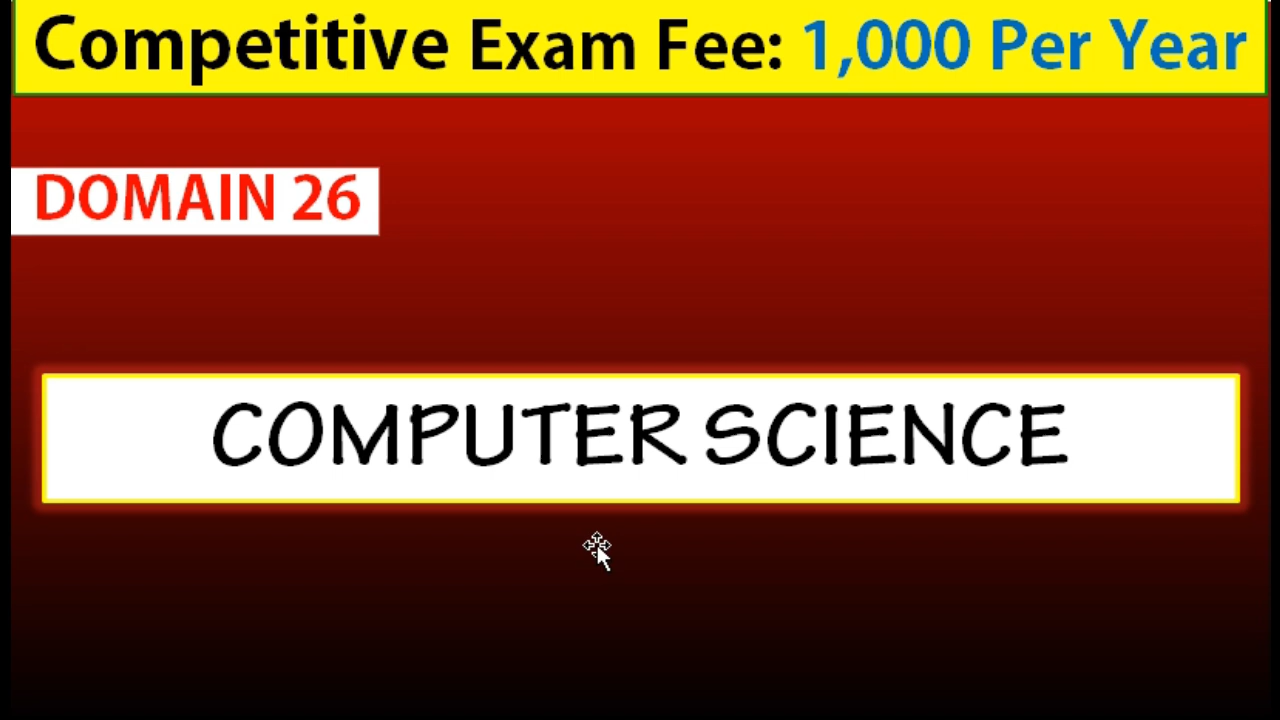 Competitive Exam Fee: 1,000 Per Year
DOMAIN 26
COMPUTER SCIENCE